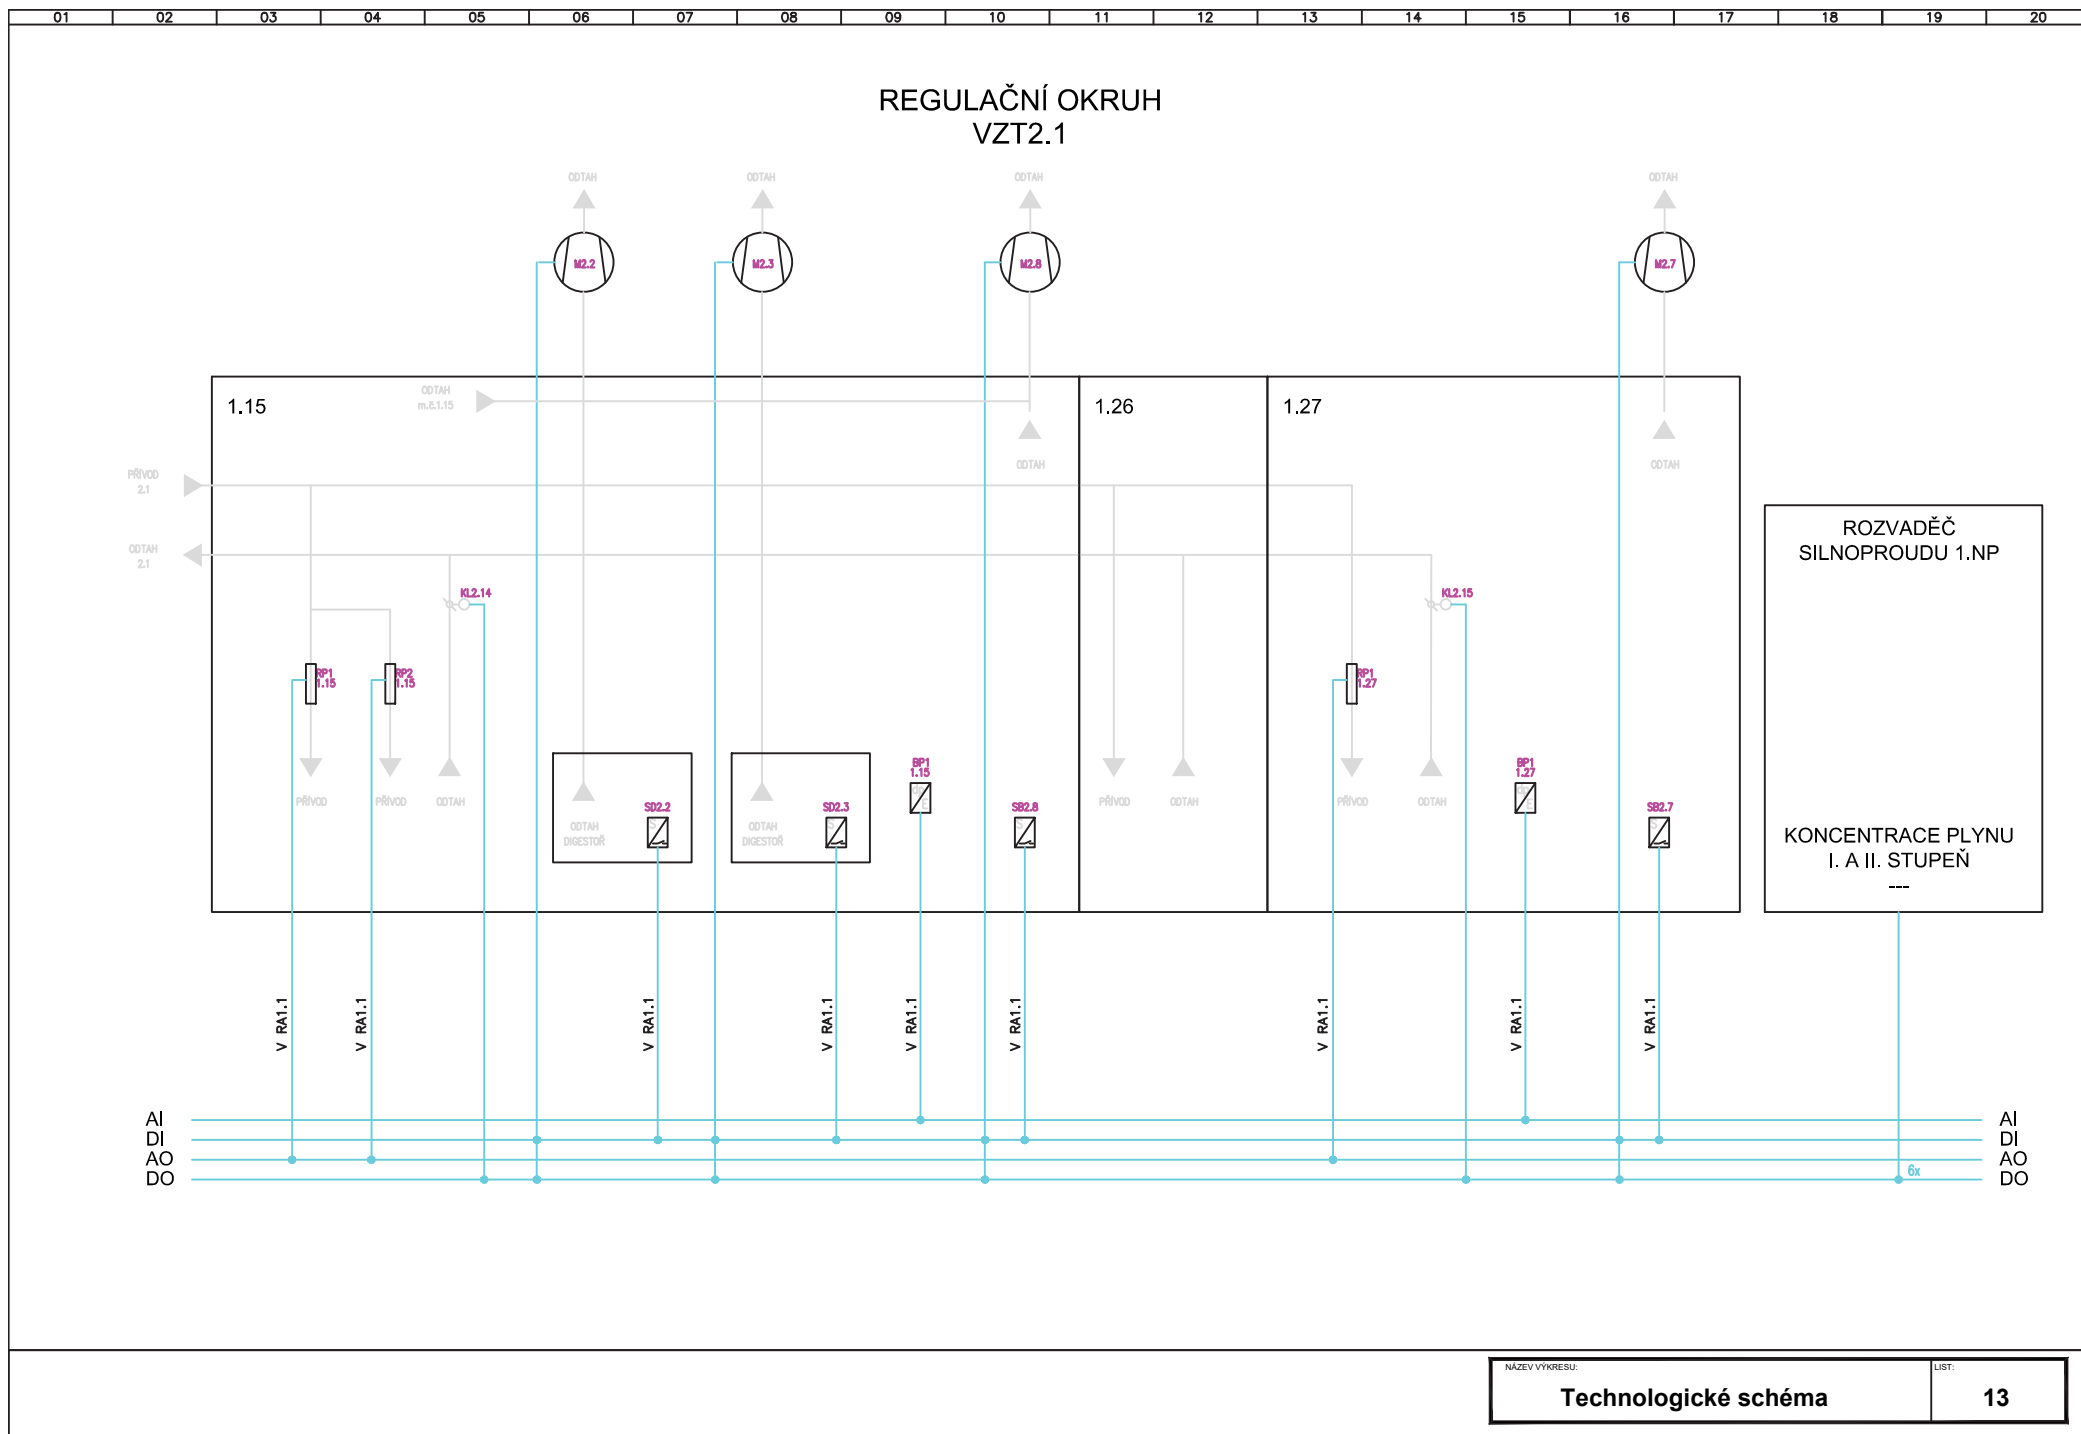 01 02 03 04 05 06 07 08 09 10 11 12 13 14 15 16 17 18 19 20
REGULAČNÍ OKRUH
VZT2.1
ODTAH ODTAH ODTAH ODTAH
M2.2 M2.3 M2.8 M2.7
1.15 1.26 1.27
ODTAH
m.č.1.15
ODTAH ODTAH
PŘÍVOD
2.1
ODTAH
2.1
ROZVADĚČ
SILNOPROUDU 1.NP
KL2.14 KL2.15
RP1
1.15
RP2
1.15
RP1
1.27
BP1
1.15
BP1
1.27
dp
E
dp
E
PŘÍVOD PŘÍVOD ODTAH PŘÍVOD ODTAH PŘÍVOD ODTAH
SD2.2 SD2.3 SB2.8 SB2.7
S S S S
ODTAH
DIGESTOŘ
ODTAH
DIGESTOŘ
KONCENTRACE PLYNU
I. A II. STUPEŇ
---
V RA1.1 V RA1.1 V RA1.1 V RA1.1 V RA1.1 V RA1.1 V RA1.1 V RA1.1 V RA1.1
AI AI
DI DI
AO AO
6x
DO DO
NÁZEV VÝKRESU: LIST:
Technologické schéma 13